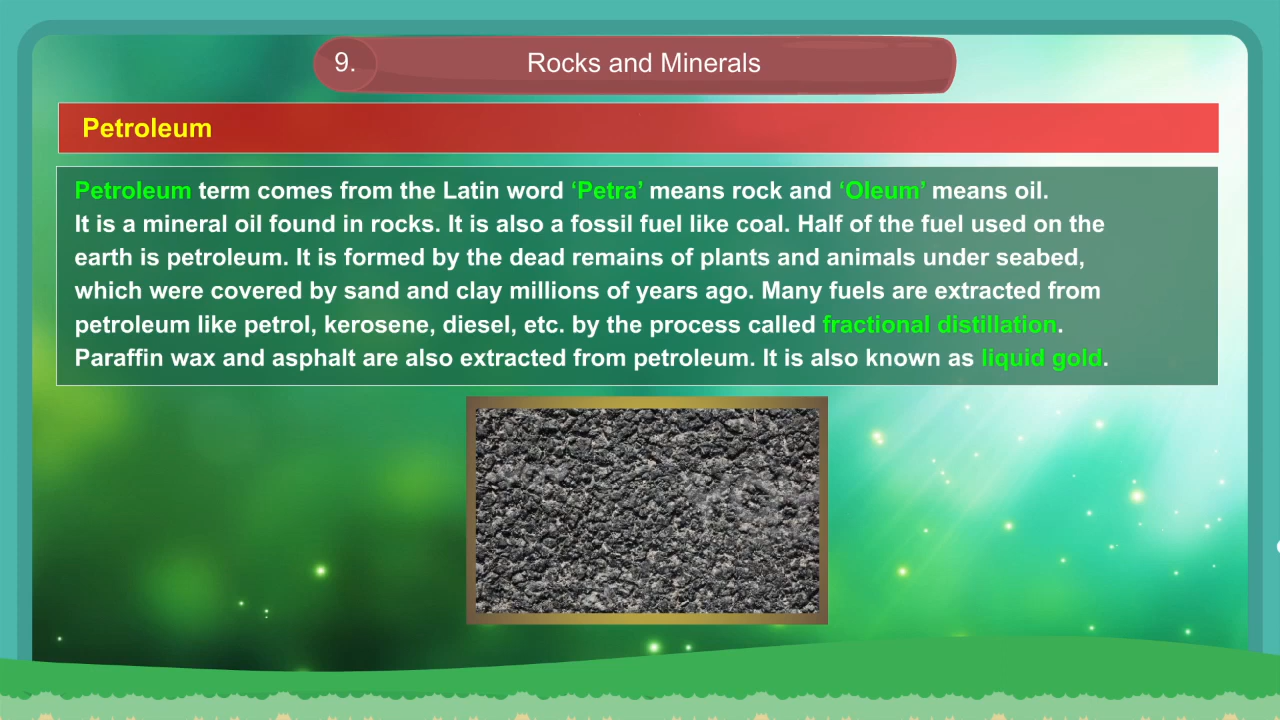 9.
Rocks and Minerals
Petroleum
Petroleum term comes from the Latin word ‘Petra’ means rock and ‘Oleum’ means oil.
It is a mineral oil found in rocks. It is also a fossil fuel like coal. Half of the fuel used on the
earth is petroleum. It is formed by the dead remains of plants and animals under seabed,
which were covered by sand and clay millions of years ago. Many fuels are extracted from
petroleum like petrol, kerosene, diesel, etc. by the process called fractional distillation.
Paraffin wax and asphalt are also extracted from petroleum. It is also known as liquid gold.